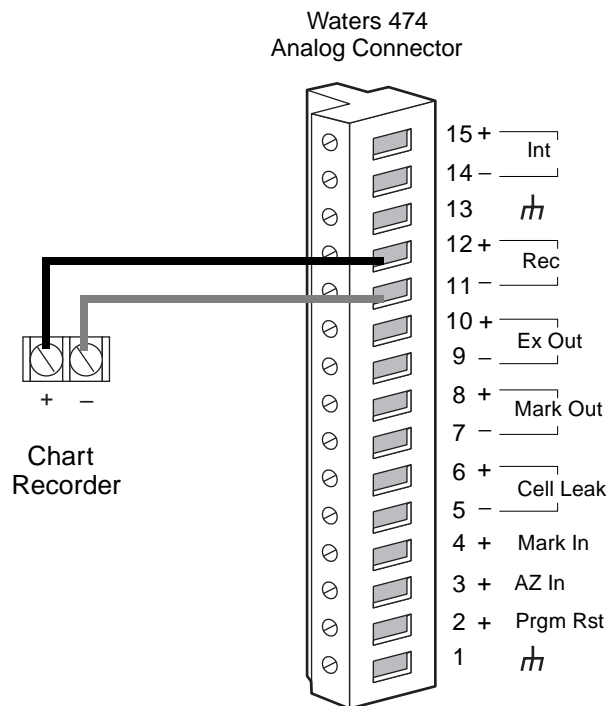 Waters 474
Analog Connector
15 + Int
14 –
13
12 + Rec
11 –
10 + Ex Out
9 –
8 + Mark Out
7 –
6 + Cell Leak
5 –
4 + Mark In
3 + AZ In
2 + Prgm Rst
1
+ –
Chart
Recorder